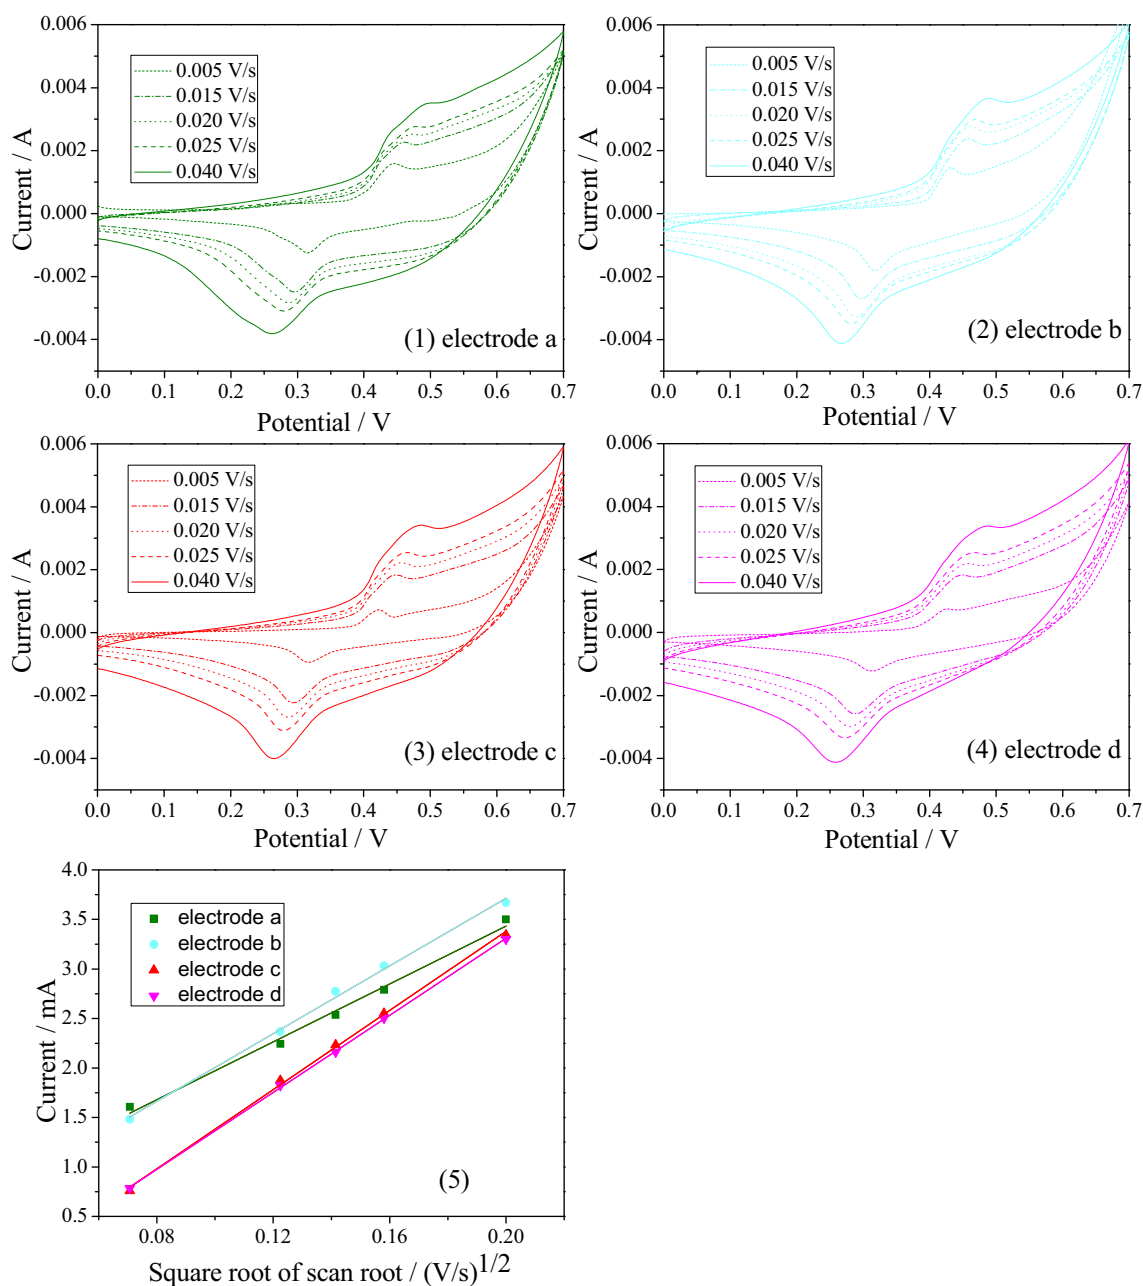 0.006
0.004
0.002
0.000
-0.002
-0.004
Current / A
0.005 V/s
0.015 V/s
0.020 V/s
0.025 V/s
0.040 V/s
(1) electrode a
0.0 0.1 0.2 0.3 0.4 0.5 0.6 0.7
Potential / V
0.006
0.004
0.002
0.000
-0.002
-0.004
Current / A
0.005 V/s
0.015 V/s
0.020 V/s
0.025 V/s
0.040 V/s
(2) electrode b
0.0 0.1 0.2 0.3 0.4 0.5 0.6 0.7
Potential / V
0.006
0.004
0.002
0.000
-0.002
-0.004
Current / A
0.005 V/s
0.015 V/s
0.020 V/s
0.025 V/s
0.040 V/s
(3) electrode c
0.0 0.1 0.2 0.3 0.4 0.5 0.6 0.7
Potential / V
0.006
0.004
0.002
0.000
-0.002
-0.004
Current / A
0.005 V/s
0.015 V/s
0.020 V/s
0.025 V/s
0.040 V/s
(4) electrode d
0.0 0.1 0.2 0.3 0.4 0.5 0.6 0.7
Potential / V
4.0
3.5
3.0
2.5
2.0
1.5
1.0
0.5
Current / mA
electrode a
electrode b
electrode c
electrode d
(5)
0.08 0.12 0.16 0.20
Square root of scan root / (V/s)1/2